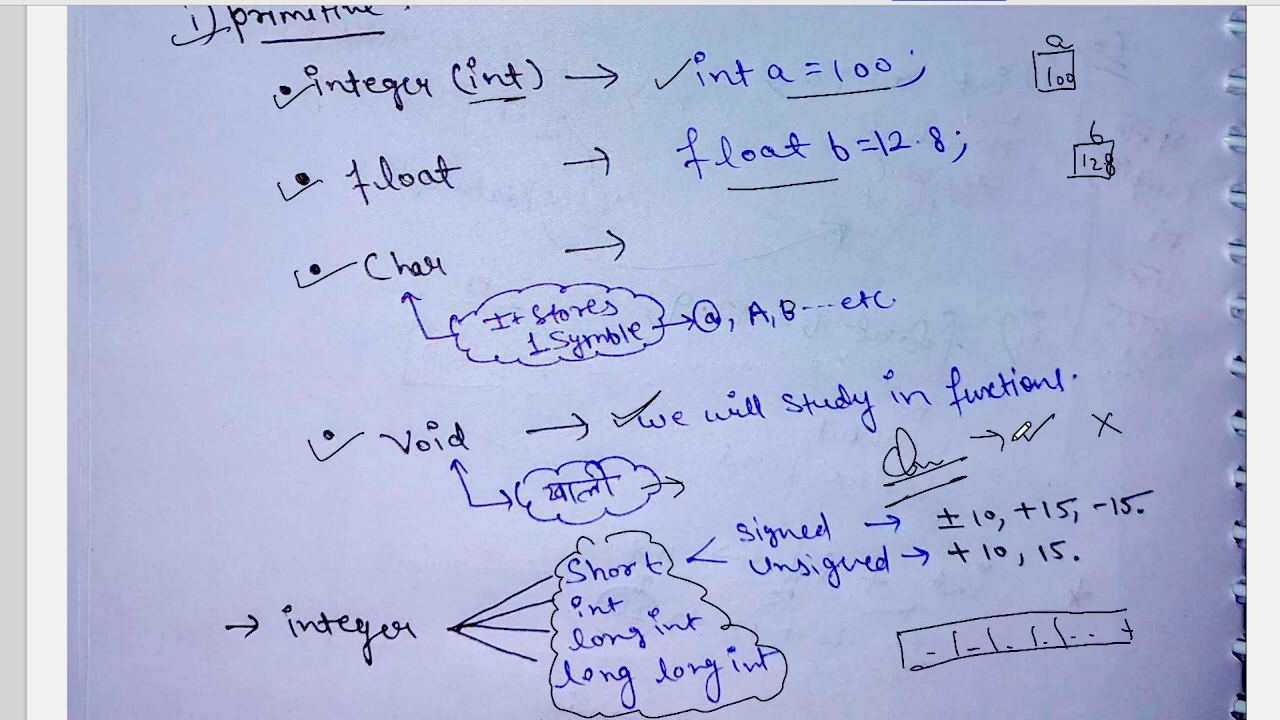 i) primitive
integer (int) → int a = 100;
a
100
float → float b = 12.8;
b
12.8
Char →
It Stores
1 Symble → @, A, B --- etc.
Void → we will study in functions.
खाली →
→ X
signed → ± 10, +15, -15.
unsigned → + 10, 15.
→ integer
Short
int
long int
long long int